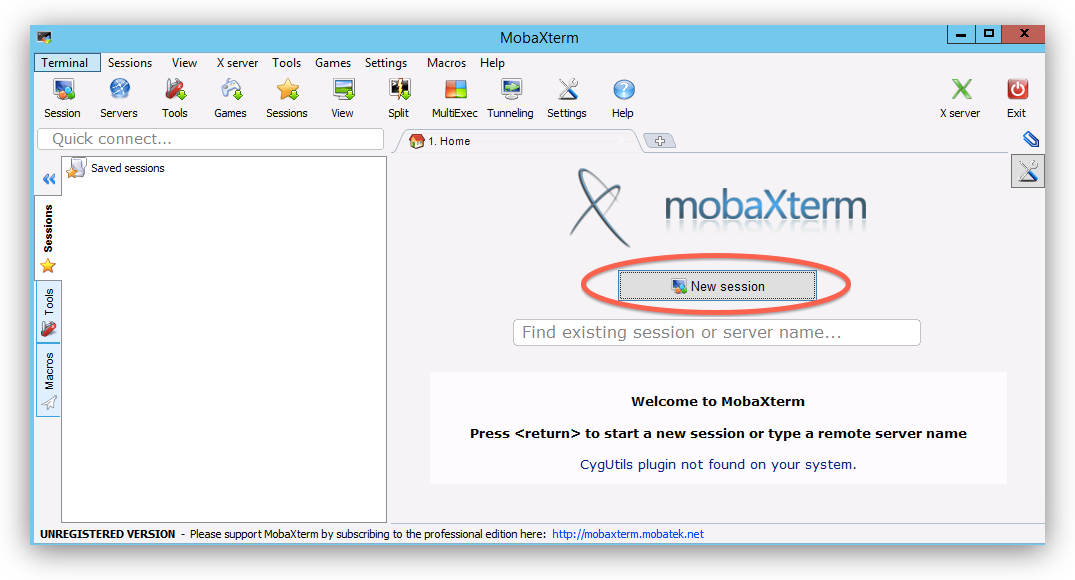 MobaXterm
Terminal Sessions View X server Tools Games Settings Macros Help
Session Servers Tools Games Sessions View Split MultiExec Tunneling Settings Help X server Exit
Quick connect...
1. Home
Saved sessions
Sessions
Tools
Macros
mobaXterm
New session
Find existing session or server name...
Welcome to MobaXterm
Press <return> to start a new session or type a remote server name
CygUtils plugin not found on your system.
UNREGISTERED VERSION - Please support MobaXterm by subscribing to the professional edition here: http://mobaxterm.mobatek.net